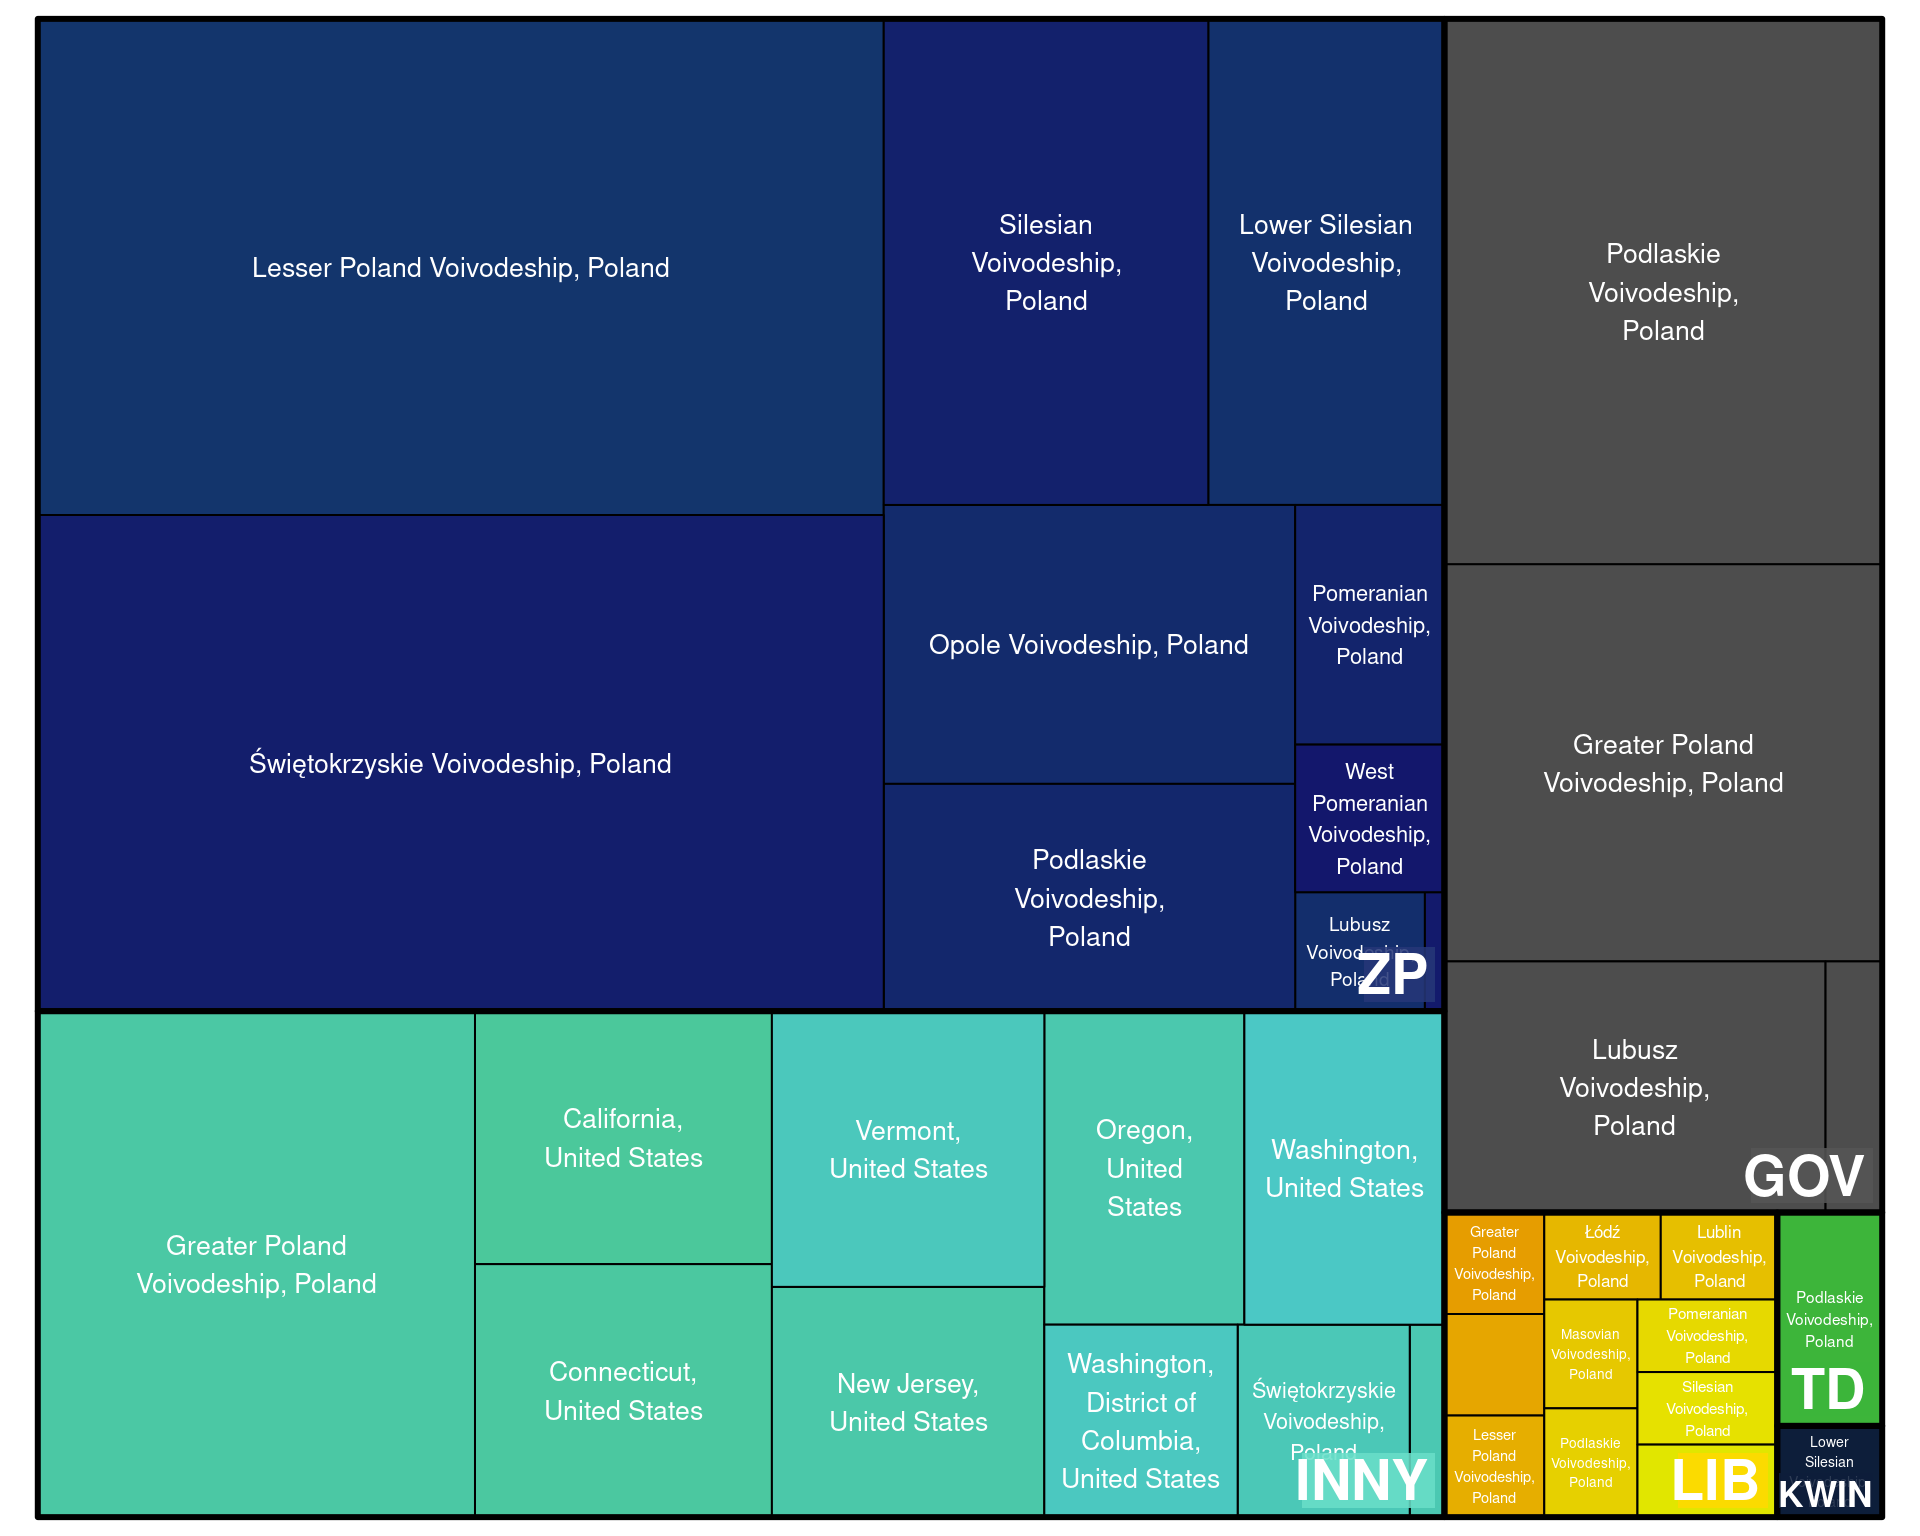 Lesser Poland Voivodeship, Poland
Silesian
Voivodeship,
Poland
Lower Silesian
Voivodeship,
Poland
Świętokrzyskie Voivodeship, Poland
Opole Voivodeship, Poland
Pomeranian
Voivodeship,
Poland
West
Pomeranian
Voivodeship,
Poland
Podlaskie
Voivodeship,
Poland
Lubusz
Voivodeship,
Poland
ZP
Podlaskie
Voivodeship,
Poland
Greater Poland
Voivodeship, Poland
Lubusz
Voivodeship,
Poland
GOV
Greater Poland
Voivodeship, Poland
California,
United States
Connecticut,
United States
Vermont,
United States
New Jersey,
United States
Oregon,
United
States
Washington,
United States
Washington,
District of
Columbia,
United States
Świętokrzyskie
Voivodeship,
Poland
INNY
Greater
Poland
Voivodeship,
Poland
Lesser
Poland
Voivodeship,
Poland
Łódź
Voivodeship,
Poland
Lublin
Voivodeship,
Poland
Masovian
Voivodeship,
Poland
Podlaskie
Voivodeship,
Poland
Pomeranian
Voivodeship,
Poland
Silesian
Voivodeship,
Poland
LIB
Podlaskie
Voivodeship,
Poland
TD
Lower
Silesian
KWIN